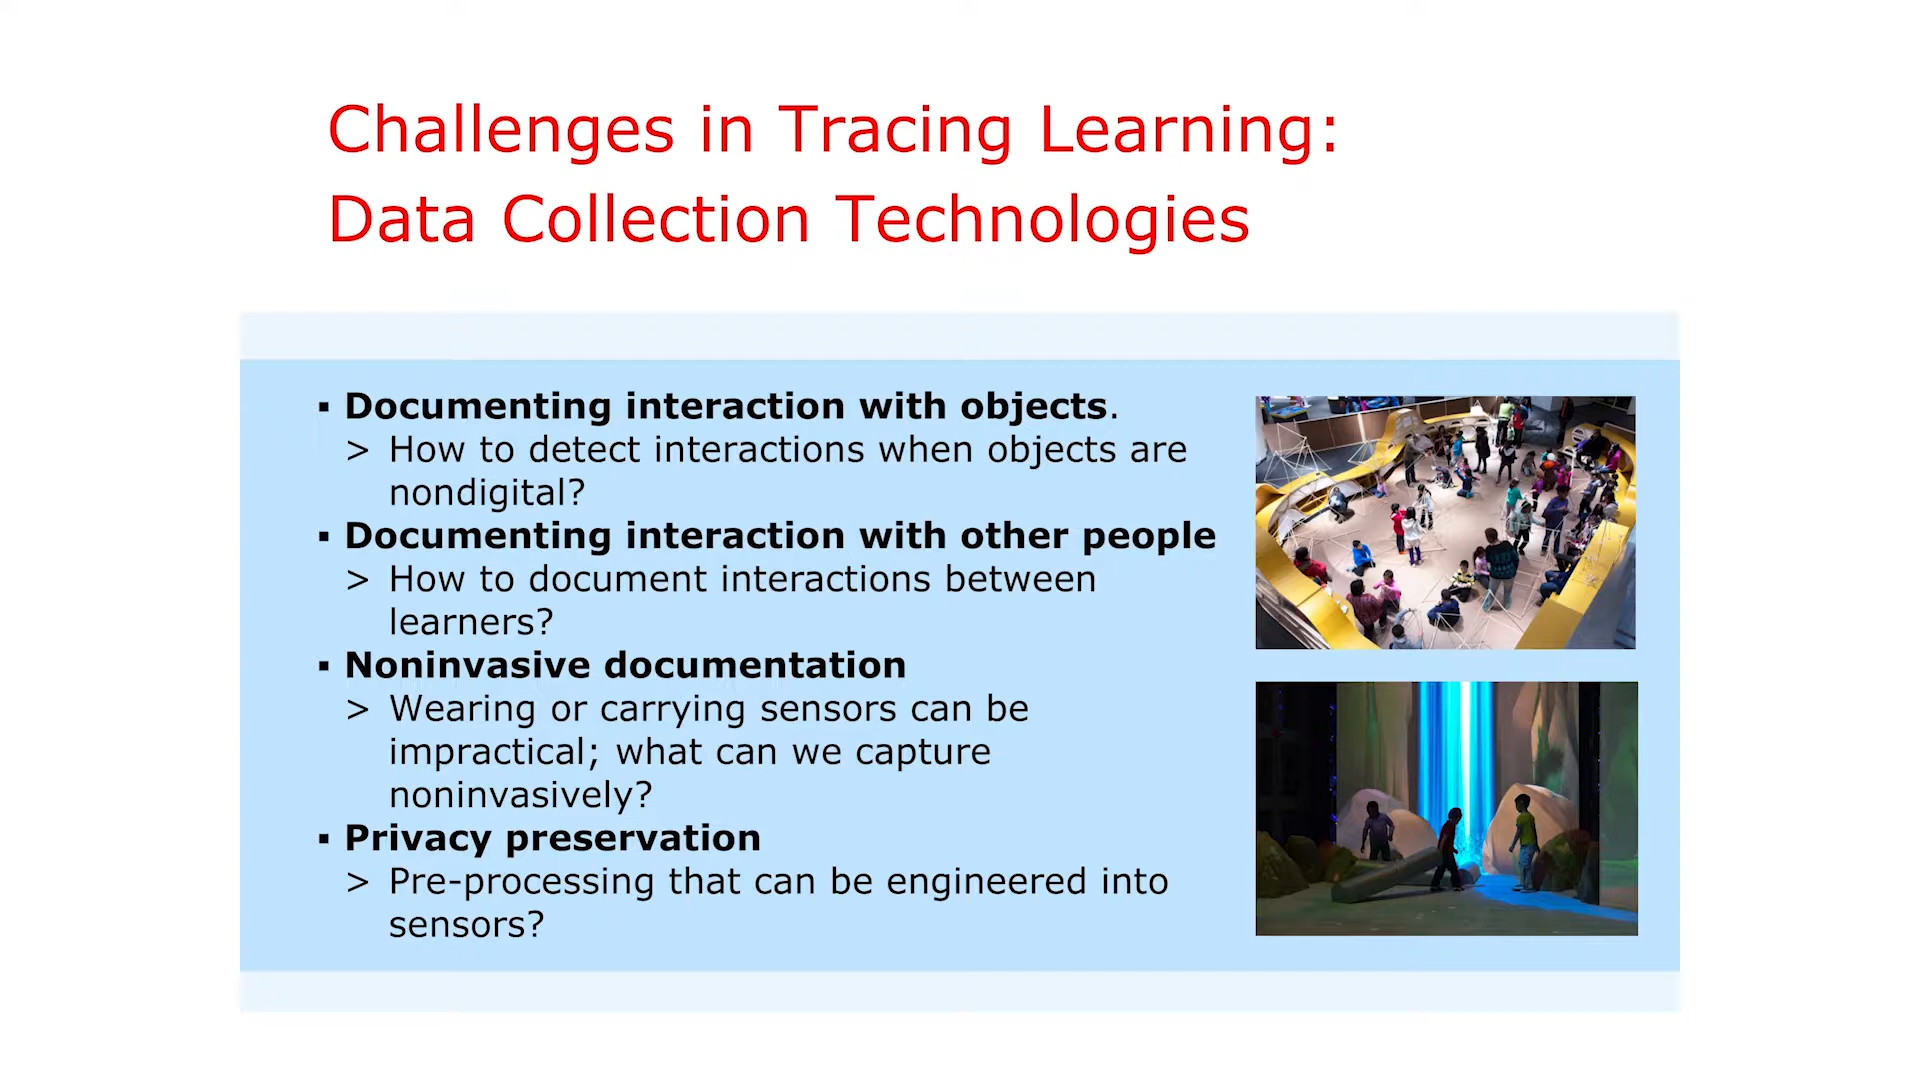 Challenges in Tracing Learning:
Data Collection Technologies
▪ Documenting interaction with objects.
> How to detect interactions when objects are
nondigital?
▪ Documenting interaction with other people
> How to document interactions between
learners?
▪ Noninvasive documentation
> Wearing or carrying sensors can be
impractical; what can we capture
noninvasively?
▪ Privacy preservation
> Pre-processing that can be engineered into
sensors?